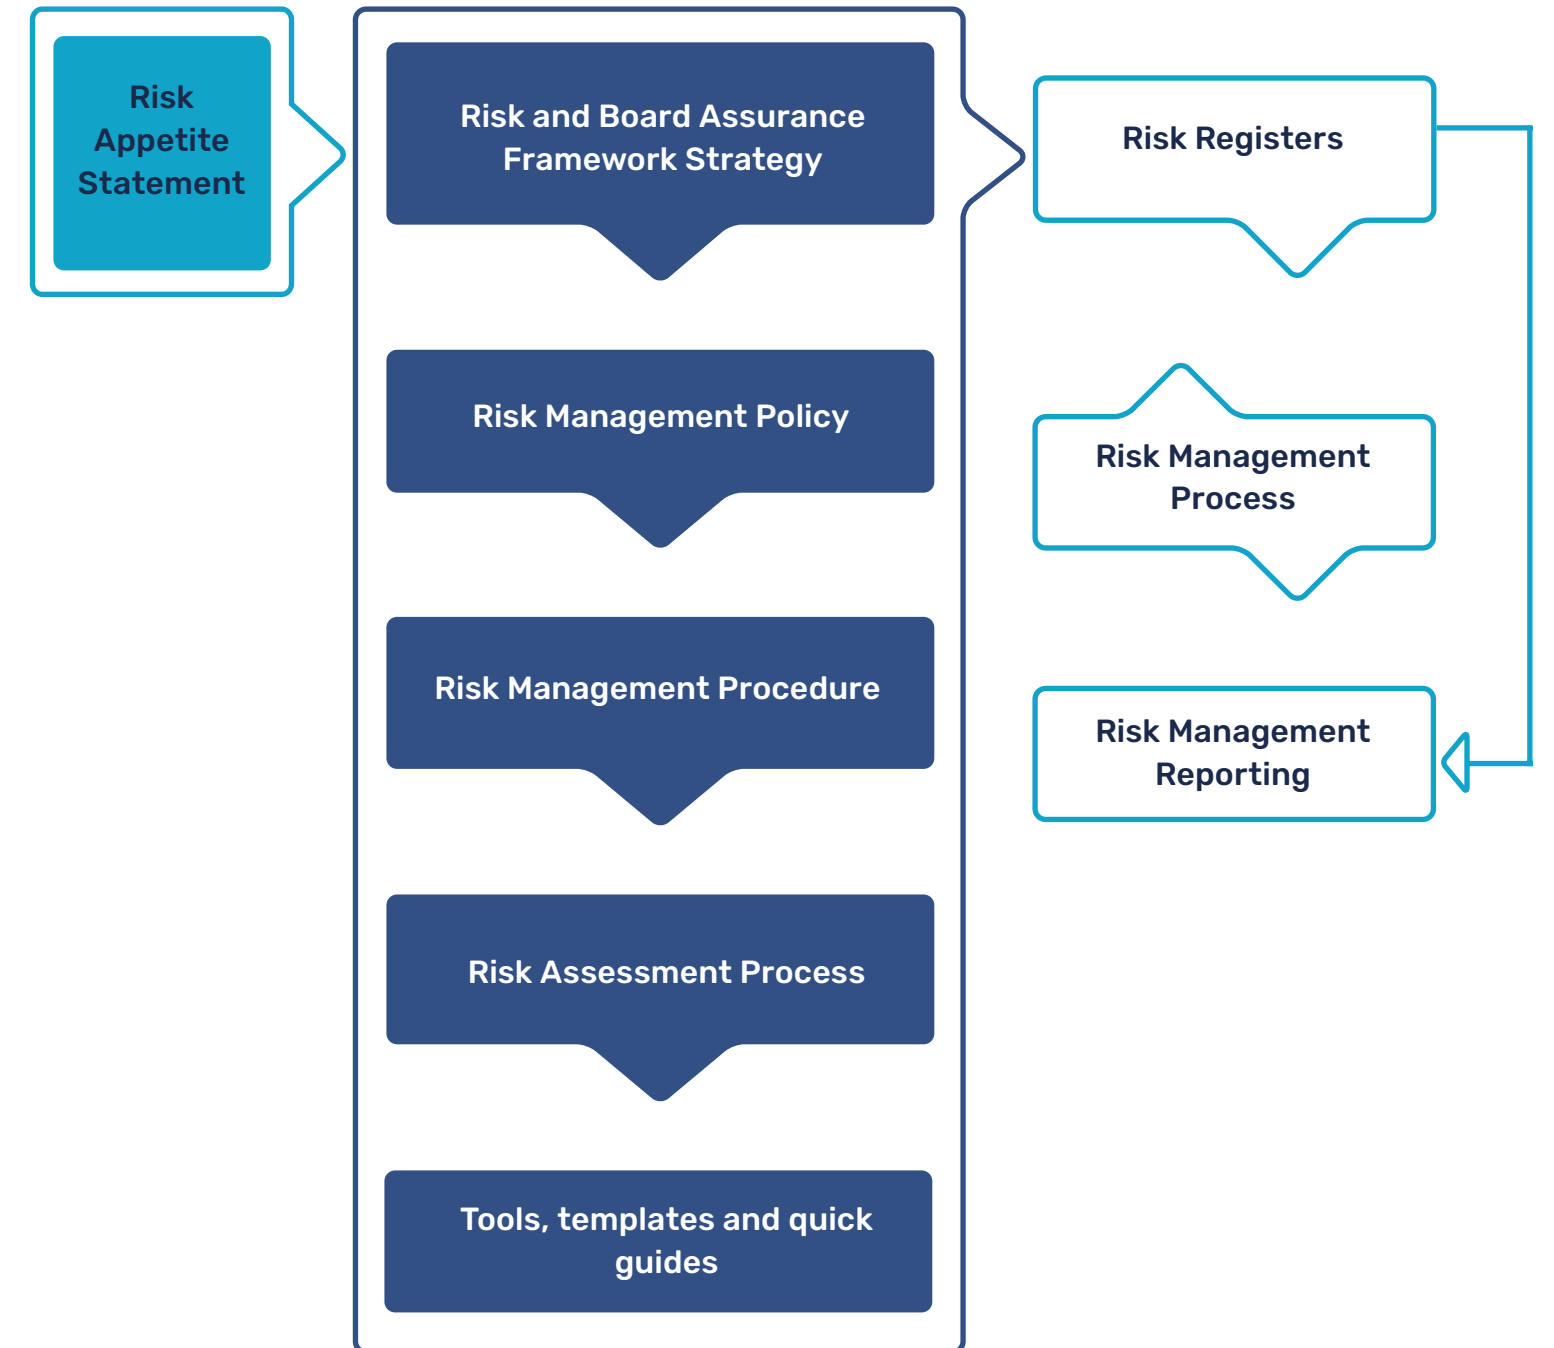 Risk
Appetite
Statement
Risk and Board Assurance
Framework Strategy
Risk Management Policy
Risk Management Procedure
Risk Assessment Process
Tools, templates and quick
guides
Risk Registers
Risk Management
Process
Risk Management
Reporting